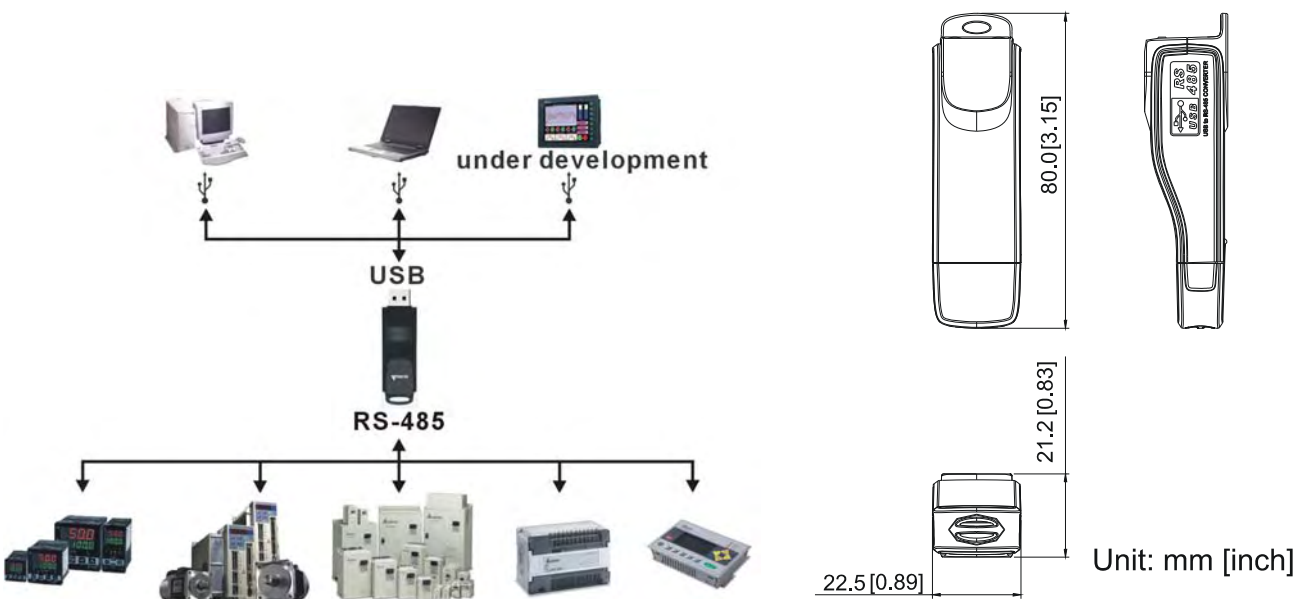 under development
USB
RS-485
80.0[3.15]
RS
USB 485
USB to RS-485 CONVERTER
21.2 [0.83]
22.5 [0.89]
Unit: mm [inch]
500